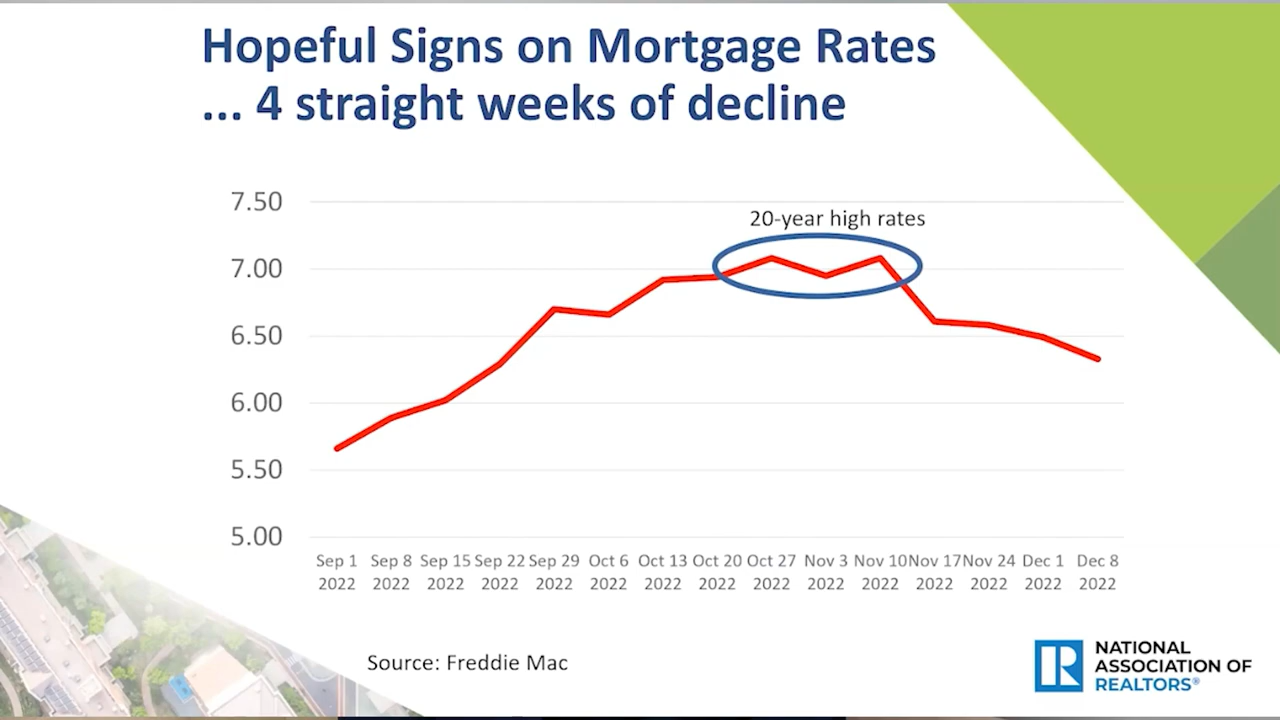 Hopeful Signs on Mortgage Rates
... 4 straight weeks of decline
7.50
20-year high rates
7.00
6.50
6.00
5.50
5.00
Sep 1 Sep 8 Sep 15 Sep 22 Sep 29 Oct 6 Oct 13 Oct 20 Oct 27 Nov 3 Nov 10 Nov 17 Nov 24 Dec 1 Dec 8
2022 2022 2022 2022 2022 2022 2022 2022 2022 2022 2022 2022 2022 2022 2022
Source: Freddie Mac
NATIONAL
ASSOCIATION OF
REALTORS®